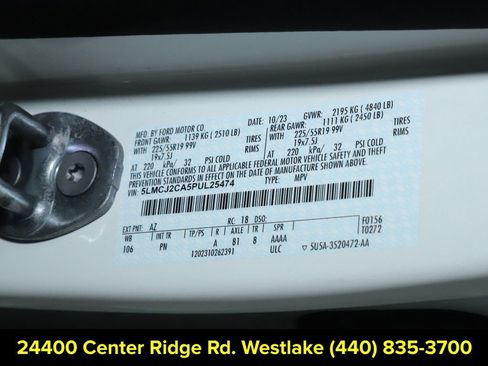 MFD. BY FORD MOTOR CO.
10/23 GVWR: 2195 KG ( 4840 LB)
FRONT GAWR: 1139 KG ( 2510 LB) REAR GAWR: 1111 KG ( 2450 LB)
225/55R19 99V TIRES 225/55R19 99V TIRES
19x7.5J RIMS 19x7.5J RIMS
AT 220 kPa/ 32 PSI COLD AT 220 kPa/ 32 PSI COLD
THIS VEHICLE CONFORMS TO ALL APPLICABLE FEDERAL MOTOR VEHICLE SAFETY AND BUMPER
STANDARDS IN EFFECT ON THE DATE OF MANUFACTURE SHOWN ABOVE.
VIN: 5LMCJ2CA5PUL25474
F0156
T0272
EXT PNT: AZ RC: 18 DSO:
WB INT TR TP/PS R AXLE TR SPR
106 PN A B1 8 AAAA
1202310262391 ULC 5U5A-3520472-AA
24400 Center Ridge Rd. Westlake (440) 835-3700